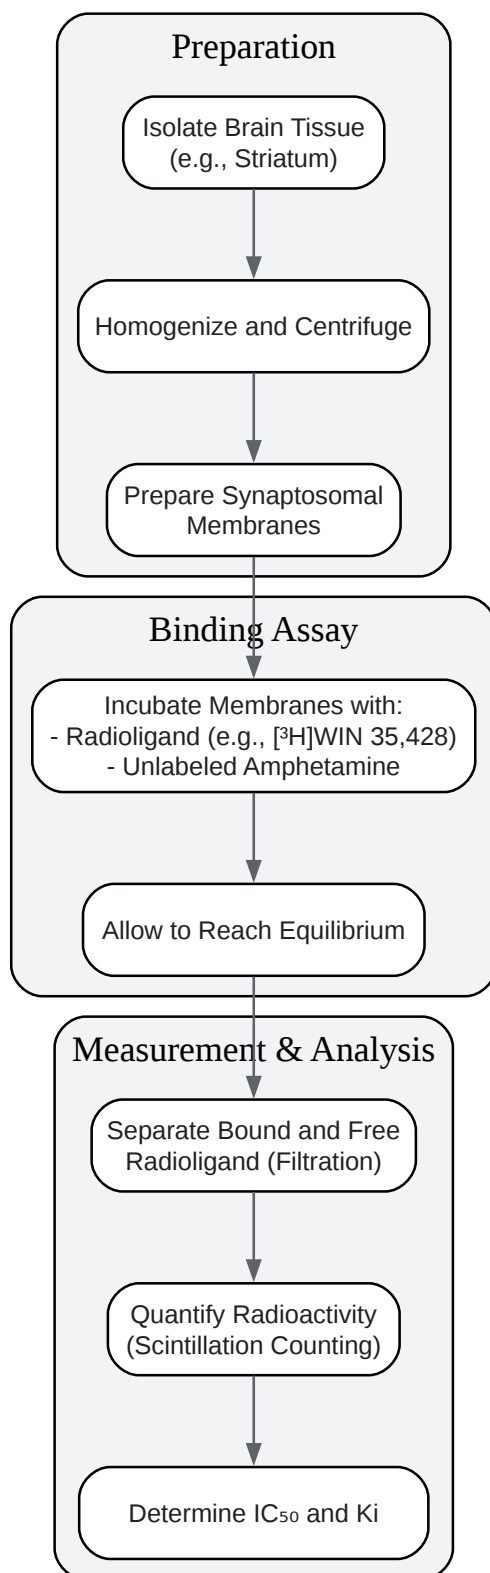 Preparation
Isolate Brain Tissue
(e.g., Striatum)
Homogenize and Centrifuge
Prepare Synaptosomal
Membranes
Binding Assay
Incubate Membranes with:
- Radioligand (e.g., [³H]WIN 35,428)
- Unlabeled Amphetamine
Allow to Reach Equilibrium
Measurement & Analysis
Separate Bound and Free
Radioligand (Filtration)
Quantify Radioactivity
(Scintillation Counting)
Determine IC₅₀ and Ki